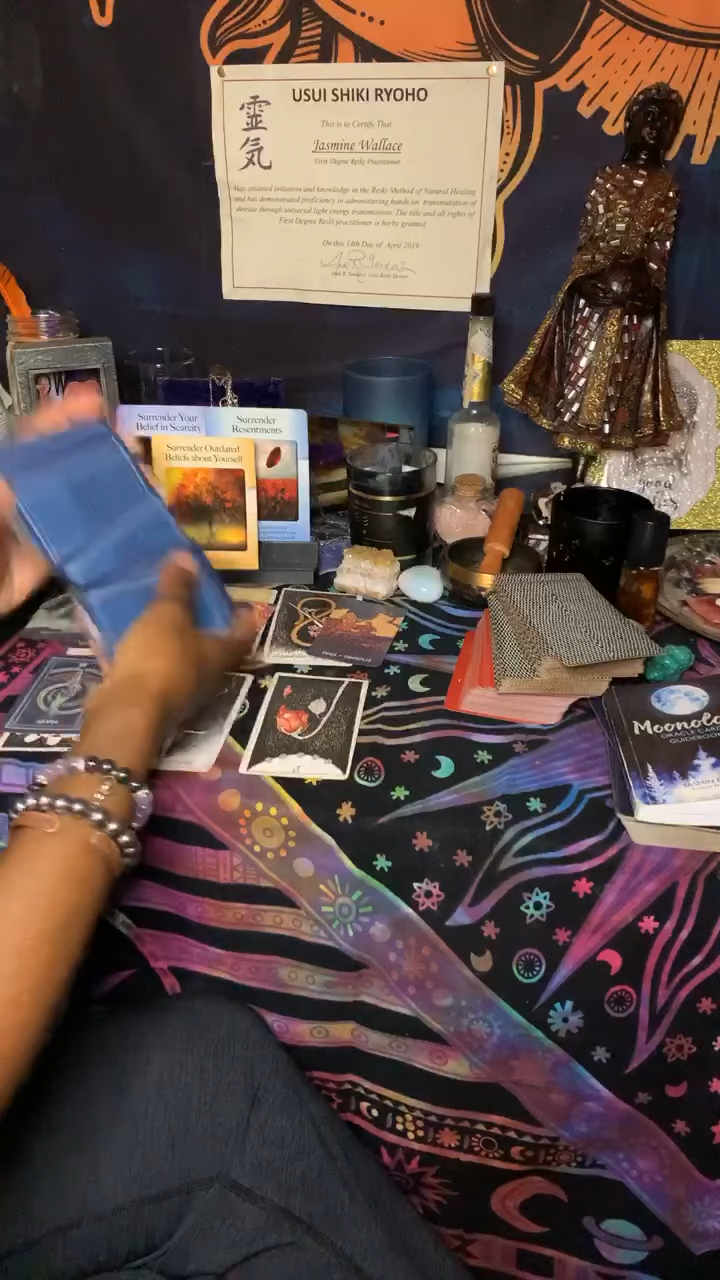 靈
気
USUI SHIKI RYOHO
This is to Certify That
Jasmine Wallace
First Degree Reiki Practitioner
Has attained initiation and knowledge in the Reiki Method of Natural Healing
and has demonstrated proficiency in administering hands on transmutation of
disease through universal light energy transmission. The title and all rights of
First Degree Reiki practitioner is herby granted
On this 14th Day of April 2019
Surrender Your
Belief in Scarcity
Surrender
Resentments
Surrender Outdated
Beliefs about Yourself
good
Moonolo
ORACLE CARD
GUIDEBOOK